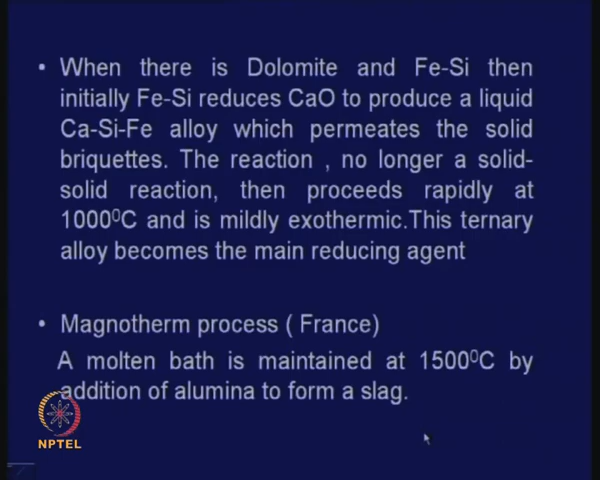 • When there is Dolomite and Fe-Si then
initially Fe-Si reduces CaO to produce a liquid
Ca-Si-Fe alloy which permeates the solid
briquettes. The reaction , no longer a solid-
solid reaction, then proceeds rapidly at
1000⁰C and is mildly exothermic.This ternary
alloy becomes the main reducing agent
• Magnotherm process ( France)
A molten bath is maintained at 1500⁰C by
addition of alumina to form a slag.
NPTEL